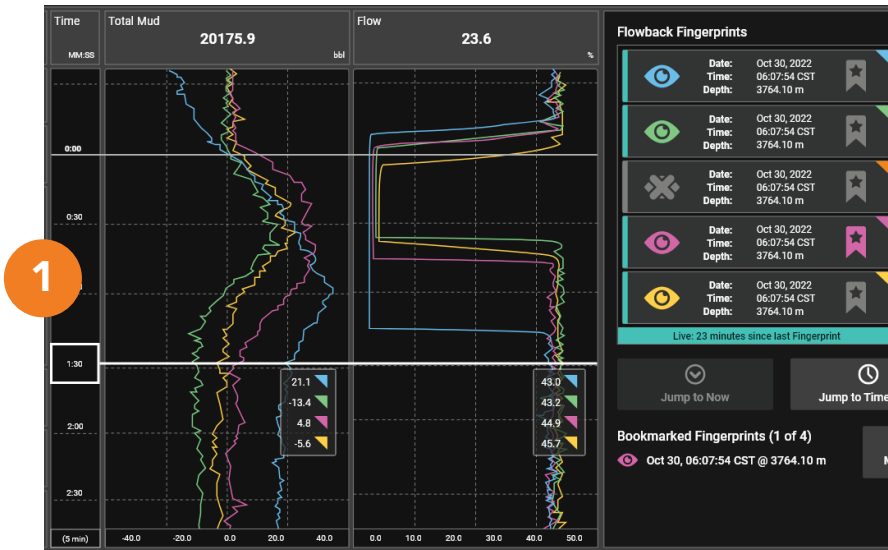 Time
MM:SS
Total Mud
20175.9
bbl
Flow
23.6
%
0:00
0:30
1
1:30
2:00
2:30
(5 min)
21.1
-13.4
4.8
-5.6
43.0
43.2
44.9
45.7
-40.0 -20.0 0.0 20.0 40.0
0.0 10.0 20.0 30.0 40.0 50.0
Flowback Fingerprints
Date: Oct 30, 2022
Time: 06:07:54 CST
Depth: 3764.10 m
Date: Oct 30, 2022
Time: 06:07:54 CST
Depth: 3764.10 m
Date: Oct 30, 2022
Time: 06:07:54 CST
Depth: 3764.10 m
Date: Oct 30, 2022
Time: 06:07:54 CST
Depth: 3764.10 m
Date: Oct 30, 2022
Time: 06:07:54 CST
Depth: 3764.10 m
Live: 23 minutes since last Fingerprint
Jump to Now
Jump to Time
Bookmarked Fingerprints (1 of 4)
Oct 30, 06:07:54 CST @ 3764.10 m